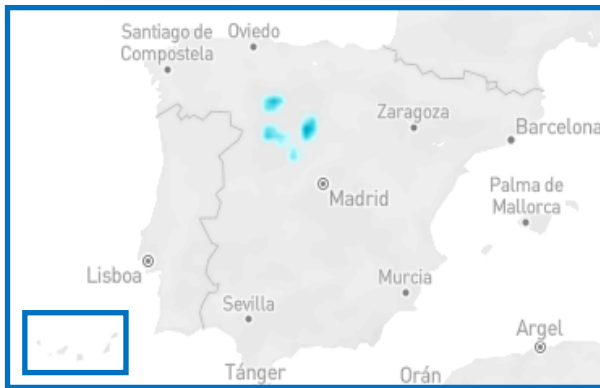 Santiago de
Compostela
Oviedo
Zaragoza
Barcelona
Madrid
Palma de
Mallorca
Lisboa
Murcia
Sevilla
Argel
Tánger
Orán